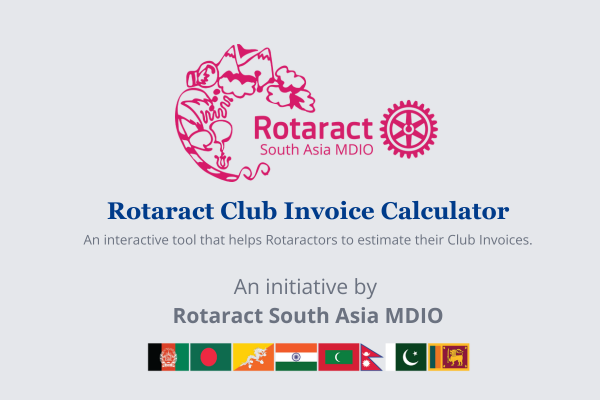 Rotaract
South Asia MDIO
Rotaract Club Invoice Calculator
An interactive tool that helps Rotaractors to estimate their Club Invoices.
An initiative by
Rotaract South Asia MDIO